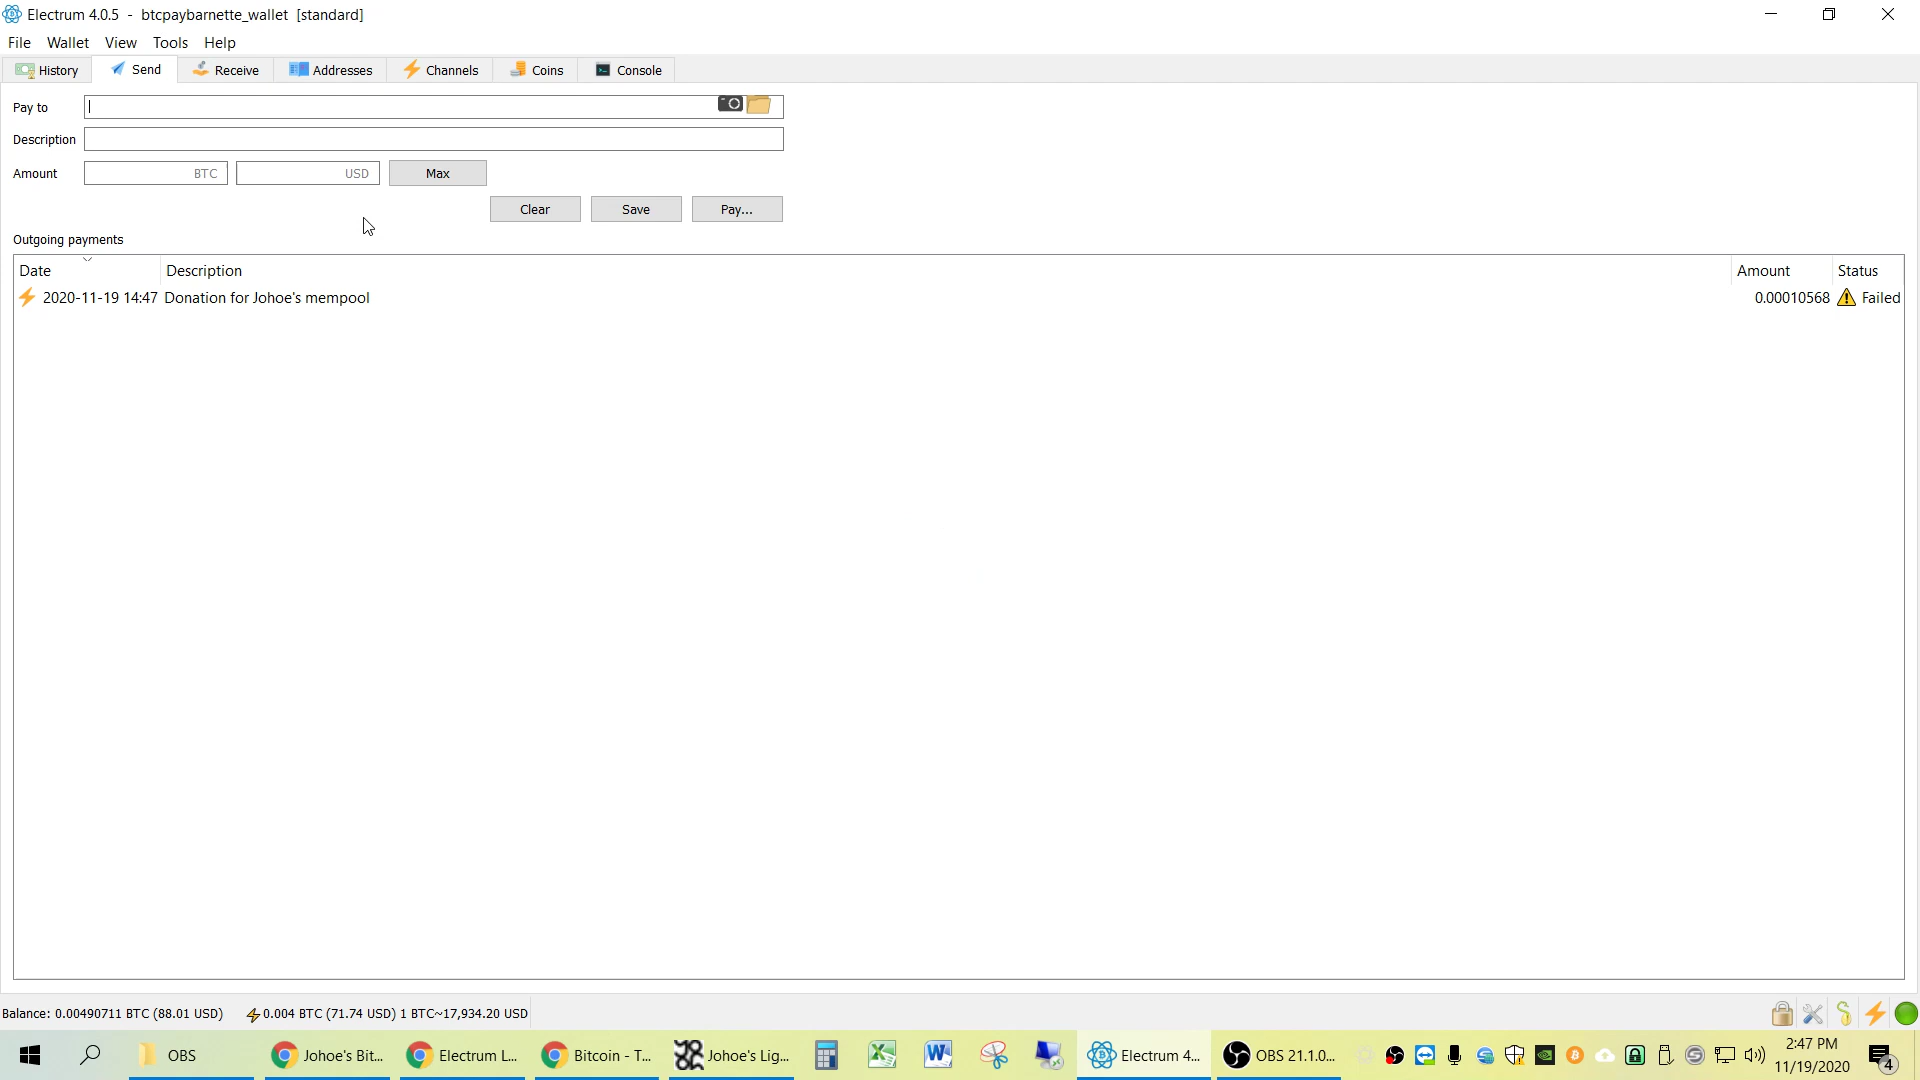 Electrum 4.0.5 - btcpaybarnette_wallet [standard]
File Wallet View Tools Help
History Send Receive Addresses Channels Coins Console
Pay to
Description
Amount BTC USD Max
Clear Save Pay...
Outgoing payments
Date Description Amount Status
2020-11-19 14:47 Donation for Johoe's mempool 0.00010568 Failed
Balance: 0.00490711 BTC (88.01 USD) 0.004 BTC (71.74 USD) 1 BTC~17,934.20 USD
OBS Johoe's Bit... Electrum L... Bitcoin - T... Johoe's Lig... Electrum 4... OBS 21.1.0... 2:47 PM
11/19/2020 4